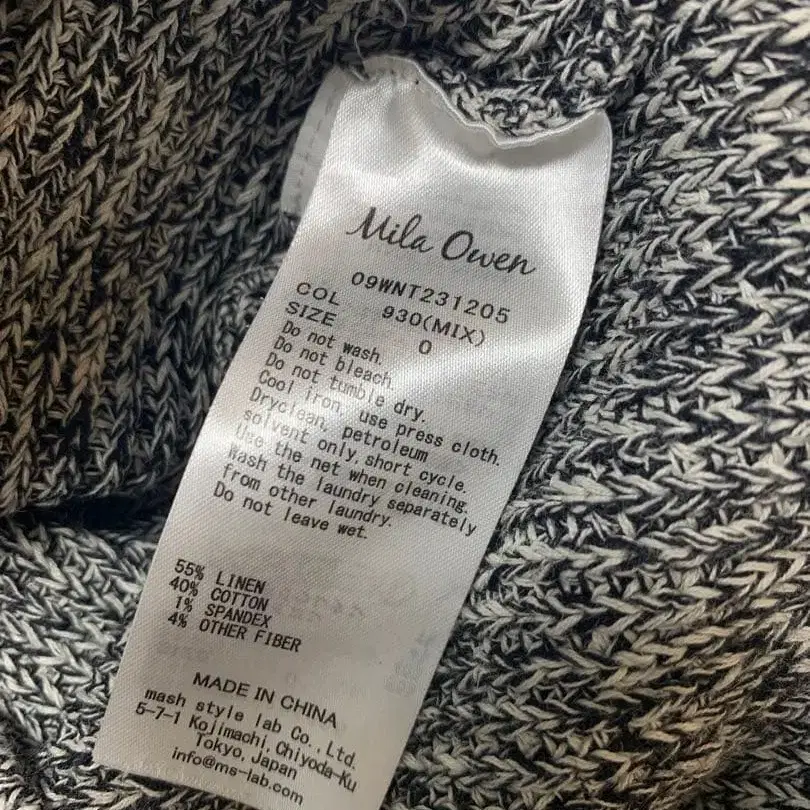 Mila Owen
09WNT231205
COL 930(MIX)
SIZE 0
Do not wash.
Do not bleach.
Do not tumble dry.
Cool iron, use press cloth.
Dryclean, petroleum
solvent only, short cycle.
Use the net when cleaning.
Wash the laundry separately
from other laundry.
Do not leave wet.
55% LINEN
40% COTTON
1% SPANDEX
4% OTHER FIBER
MADE IN CHINA
mash style lab Co., Ltd.
5-7-1 Kojimachi, Chiyoda-Ku
Tokyo, Japan
info@ms-lab.com